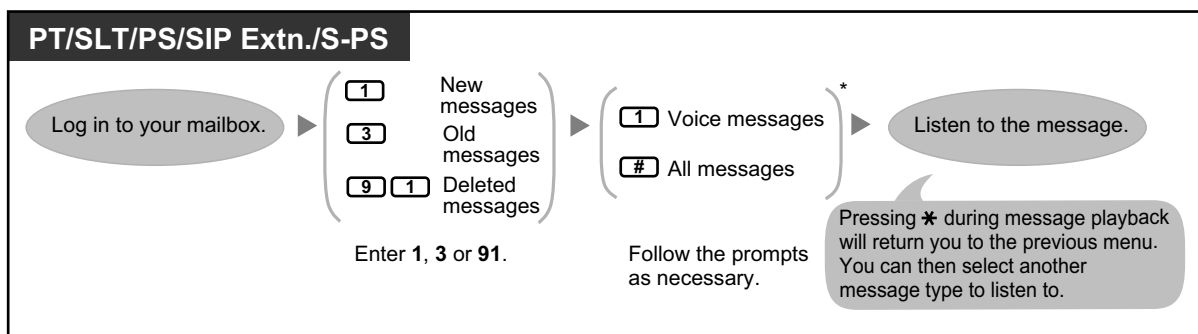 PT/SLT/PS/SIP Extn./S-PS
Log in to your mailbox.
1 New
messages
3 Old
messages
9 1 Deleted
messages
Enter 1, 3 or 91.
*
1 Voice messages
# All messages
Follow the prompts
as necessary.
Listen to the message.
Pressing * during message playback
will return you to the previous menu.
You can then select another
message type to listen to.